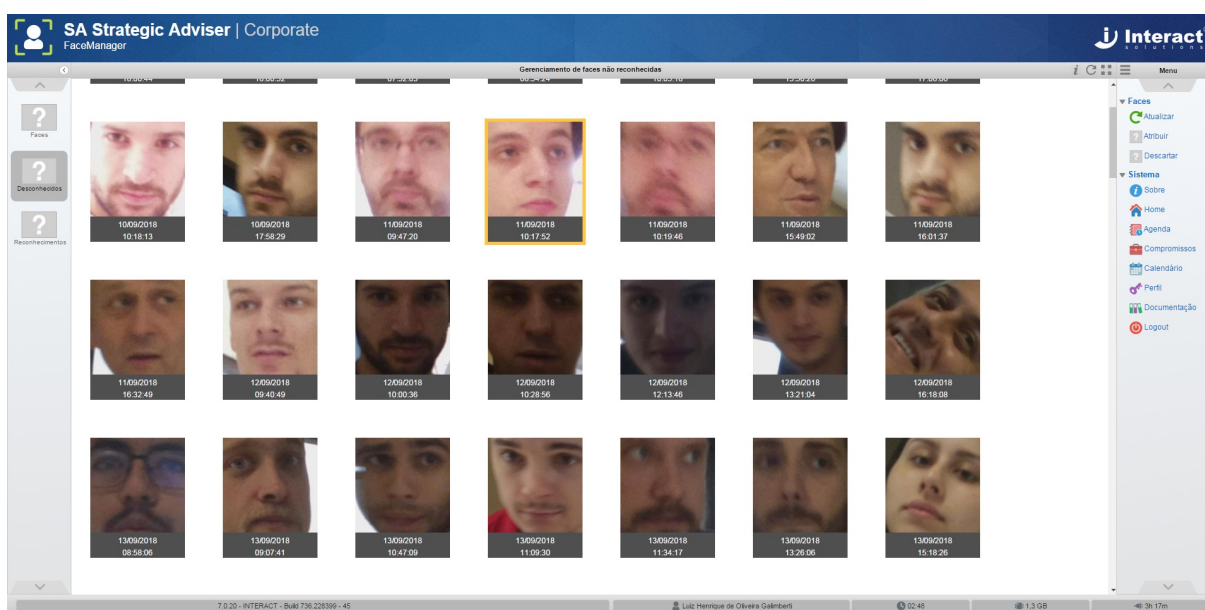 SA Strategic Adviser | Corporate
FaceManager
Interact
solutions
Gerenciamento de faces não reconhecidas
Menu
Faces
Desconhecidos
Reconhecimentos
10/09/2018
10:18:13
10/09/2018
17:58:29
11/09/2018
09:47:20
11/09/2018
10:17:52
11/09/2018
10:19:46
11/09/2018
15:49:02
11/09/2018
16:01:37
11/09/2018
16:32:49
12/09/2018
09:40:49
12/09/2018
10:00:36
12/09/2018
10:28:56
12/09/2018
12:13:46
12/09/2018
13:21:04
12/09/2018
16:18:08
13/09/2018
08:58:06
13/09/2018
09:07:41
13/09/2018
10:47:09
13/09/2018
11:09:30
13/09/2018
11:34:17
13/09/2018
13:26:06
13/09/2018
15:18:26
Faces
Atualizar
Atribuir
Descartar
Sistema
Sobre
Home
Agenda
Compromissos
Calendário
Perfil
Documentação
Logout
7.0.20 - INTERACT - Build 736.228399 - 45
Luiz Henrique de Oliveira Galimberti
02:48
1,3 GB
3h 17m